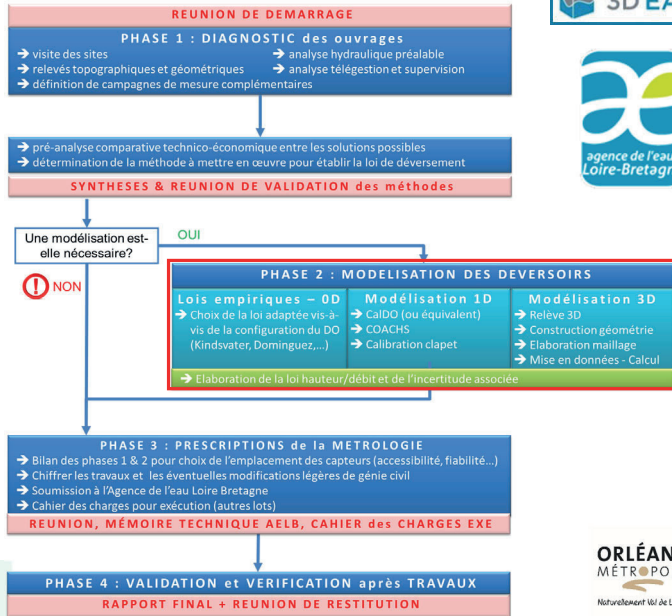 REUNION DE DEMARRAGE
PHASE 1 : DIAGNOSTIC des ouvrages
➔ visite des sites ➔ analyse hydraulique préalable
➔ relevés topographiques et géométriques ➔ analyse télégestion et supervision
➔ définition de campagnes de mesure complémentaires
3D EA
agence de l'eau
Loire-Bretagn
➔ pré-analyse comparative technico-économique entre les solutions possibles
➔ détermination de la méthode à mettre en œuvre pour établir la loi de déversement
SYNTHESES & REUNION DE VALIDATION des méthodes
Une modélisation est-
elle nécessaire?
OUI
! NON
PHASE 2 : MODELISATION DES DEVERSOIRS
Lois empiriques – 0D
➔ Choix de la loi adaptée vis-à-
vis de la configuration du DO
(Kindsvater, Dominguez,...)
Modélisation 1D
➔ CalDO (ou équivalent)
➔ COACHS
➔ Calibration clapet
Modélisation 3D
➔ Relève 3D
➔ Construction géométrie
➔ Elaboration maillage
➔ Mise en données - Calcul
➔ Elaboration de la loi hauteur/débit et de l'incertitude associée
PHASE 3 : PRESCRIPTIONS de la METROLOGIE
➔ Bilan des phases 1 & 2 pour choix de l'emplacement des capteurs (accessibilité, fiabilité...)
➔ Chiffrer les travaux et les éventuelles modifications légères de génie civil
➔ Soumission à l'Agence de l'eau Loire Bretagne
➔ Cahier des charges pour exécution (autres lots)
REUNION, MÉMOIRE TECHNIQUE AELB, CAHIER des CHARGES EXE
ORLÉAN
MÉTROPO
Naturellement Val de L
PHASE 4 : VALIDATION et VERIFICATION après TRAVAUX
RAPPORT FINAL + REUNION DE RESTITUTION